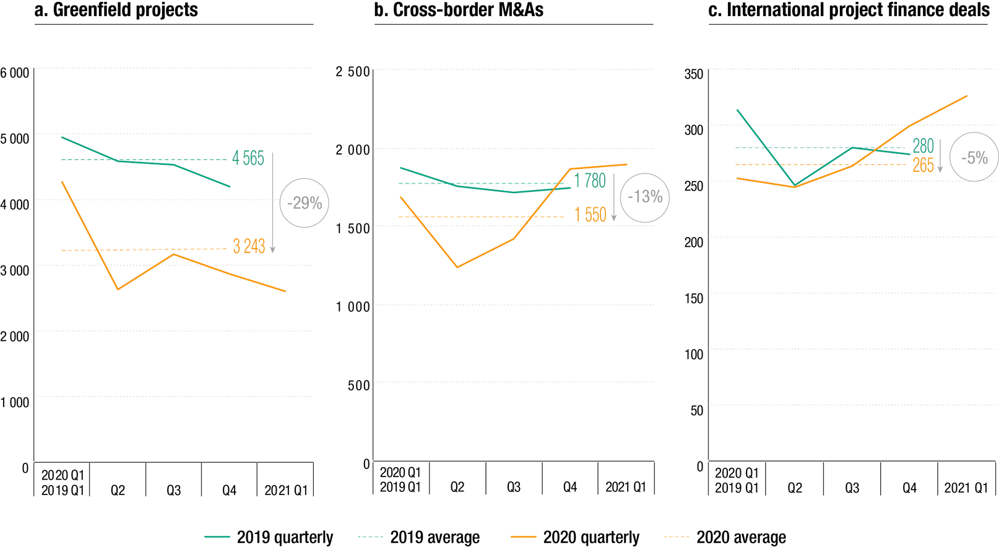 a. Greenfield projects
6 000
5 000
4 000
3 000
2 000
1 000
0
4 565
3 243
-29%
2020 Q1
2019 Q1
Q2
Q3
Q4
2021 Q1
b. Cross-border M&As
2 500
2 000
1 500
1 000
500
0
1 780
1 550
-13%
2020 Q1
2019 Q1
Q2
Q3
Q4
2021 Q1
c. International project finance deals
350
300
250
200
150
100
50
0
280
265
-5%
2020 Q1
2019 Q1
Q2
Q3
Q4
2021 Q1
2019 quarterly
2019 average
2020 quarterly
2020 average